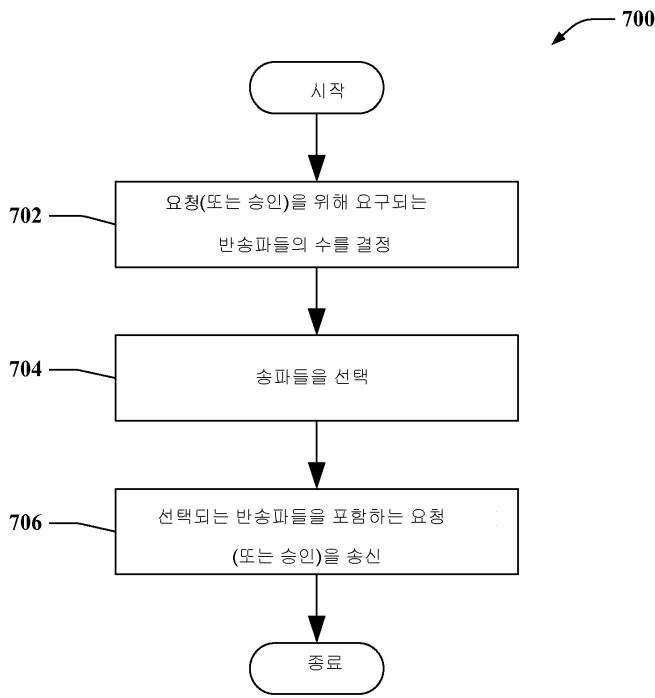 700
시작
702
요청(또는 승인)을 위해 요구되는
반송파들의 수를 결정
704
송파들을 선택
706
선택되는 반송파들을 포함하는 요청
(또는 승인)을 송신
종료